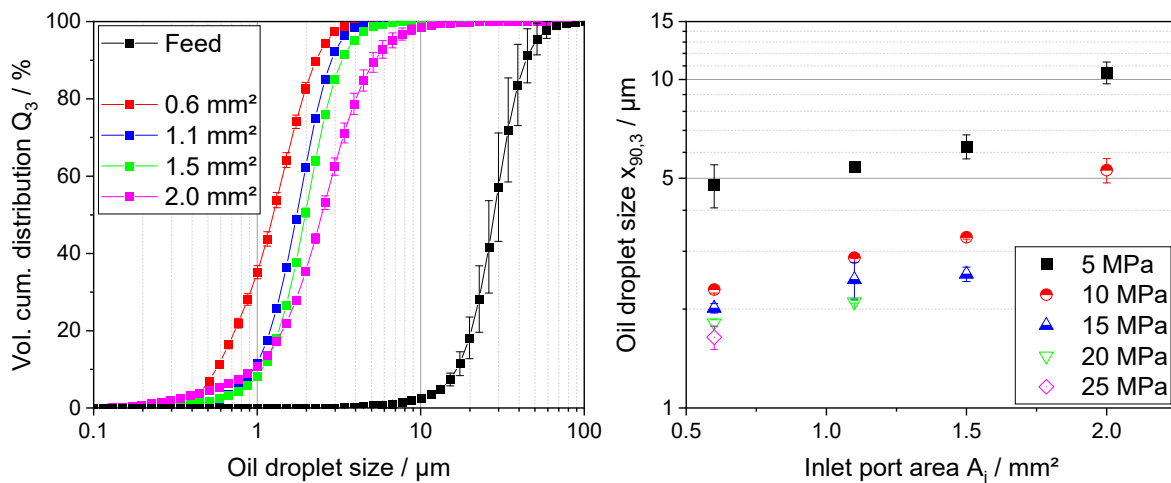 Vol. cum. distribution Q₃ / %
100
80
60
40
20
0
Feed
0.6 mm²
1.1 mm²
1.5 mm²
2.0 mm²
0.1 1 10 100
Oil droplet size / µm
Oil droplet size x₉₀,₃ / µm
15
10
5
1
5 MPa
10 MPa
15 MPa
20 MPa
25 MPa
0.5 1.0 1.5 2.0
Inlet port area Aᵢ / mm²